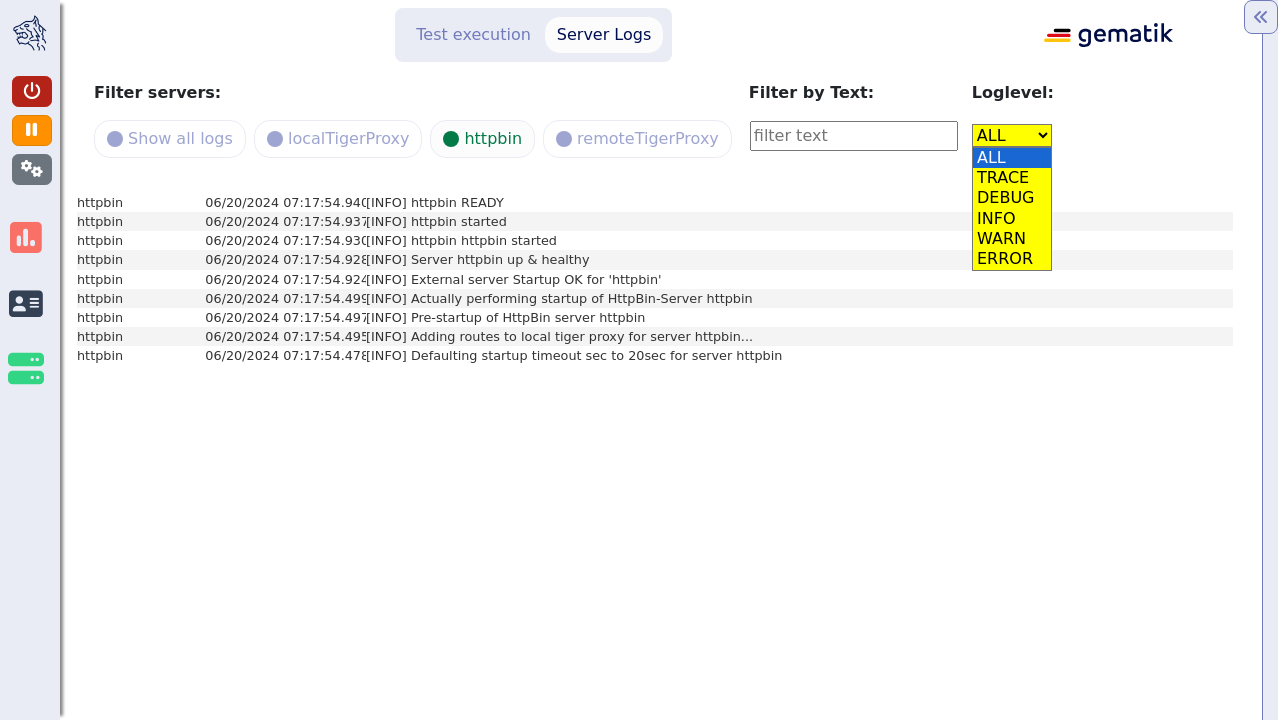 Test execution
Server Logs
gematik
Filter servers:
Filter by Text:
Loglevel:
Show all logs
localTigerProxy
httpbin
remoteTigerProxy
filter text
ALL
ALL
TRACE
DEBUG
INFO
WARN
ERROR
httpbin 06/20/2024 07:17:54.940 [INFO] httpbin READY
httpbin 06/20/2024 07:17:54.937 [INFO] httpbin started
httpbin 06/20/2024 07:17:54.930 [INFO] httpbin httpbin started
httpbin 06/20/2024 07:17:54.928 [INFO] Server httpbin up & healthy
httpbin 06/20/2024 07:17:54.924 [INFO] External server Startup OK for 'httpbin'
httpbin 06/20/2024 07:17:54.499 [INFO] Actually performing startup of HttpBin-Server httpbin
httpbin 06/20/2024 07:17:54.497 [INFO] Pre-startup of HttpBin server httpbin
httpbin 06/20/2024 07:17:54.495 [INFO] Adding routes to local tiger proxy for server httpbin...
httpbin 06/20/2024 07:17:54.478 [INFO] Defaulting startup timeout sec to 20sec for server httpbin